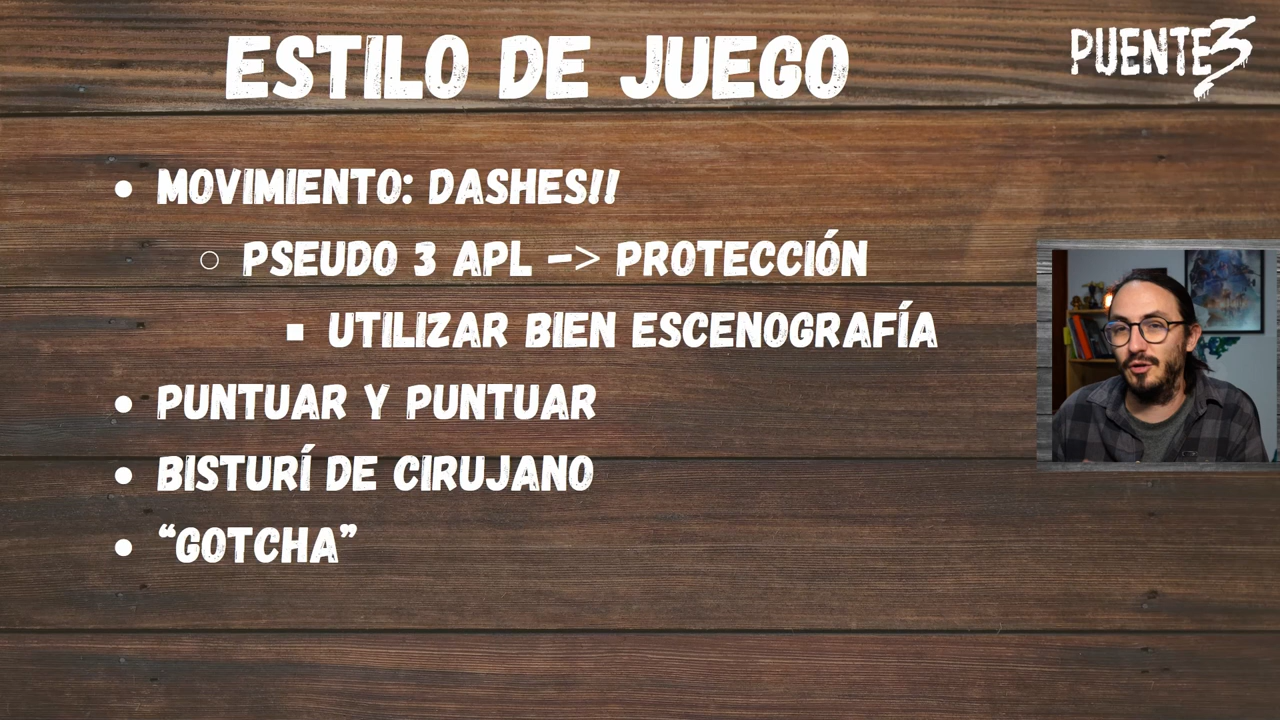 ESTILO DE JUEGO
PUENTE3
MOVIMIENTO: DASHES!!
PSEUDO 3 APL -> PROTECCIÓN
UTILIZAR BIEN ESCENOGRAFÍA
PUNTUAR Y PUNTUAR
BISTURÍ DE CIRUJANO
“GOTCHA”